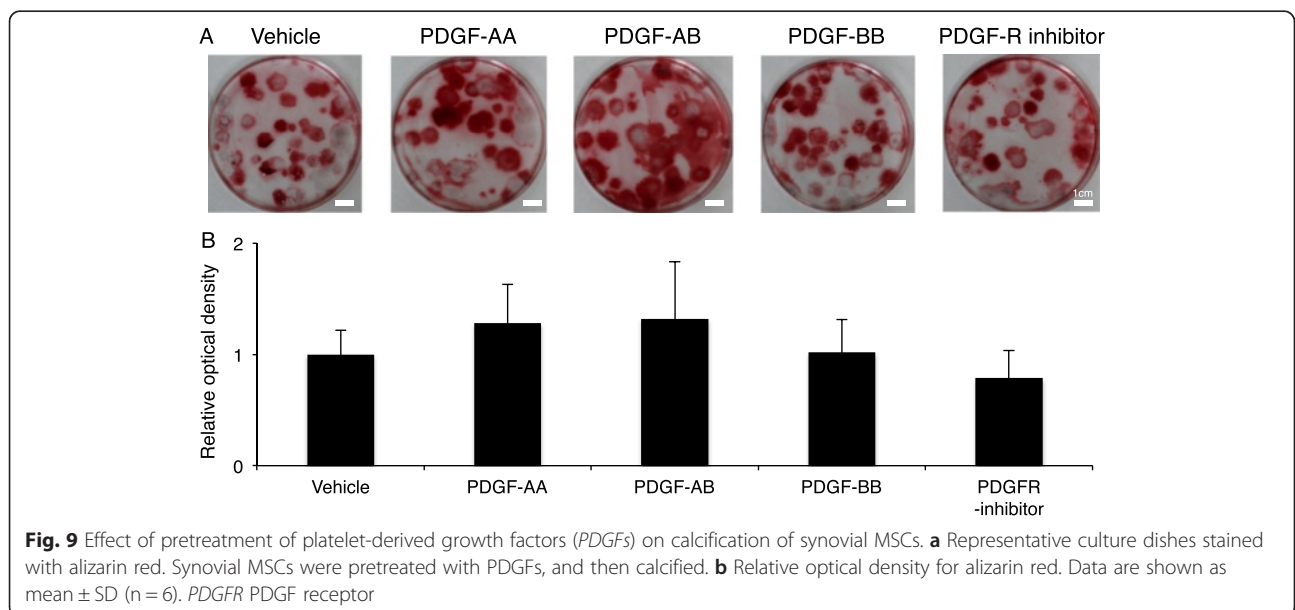 A Vehicle PDGF-AA PDGF-AB PDGF-BB PDGF-R inhibitor
1cm
B
2
1
0
Relative optical density
Vehicle PDGF-AA PDGF-AB PDGF-BB PDGFR
-inhibitor
Fig. 9 Effect of pretreatment of platelet-derived growth factors (PDGFs) on calcification of synovial MSCs. a Representative culture dishes stained
with alizarin red. Synovial MSCs were pretreated with PDGFs, and then calcified. b Relative optical density for alizarin red. Data are shown as
mean ± SD (n = 6). PDGFR PDGF receptor